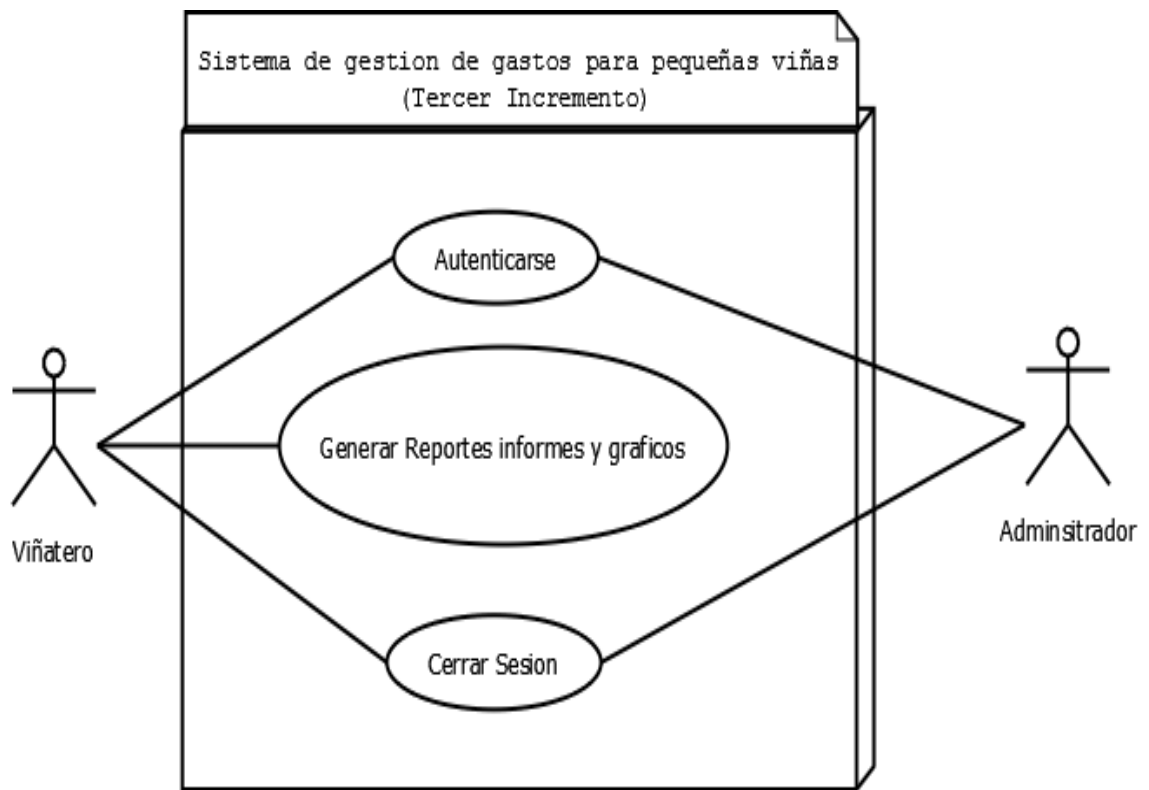 Sistema de gestion de gastos para pequeñas viñas
(Tercer Incremento)
Autenticarse
Generar Reportes informes y graficos
Viñatero
Adminsitrador
Cerrar Sesion